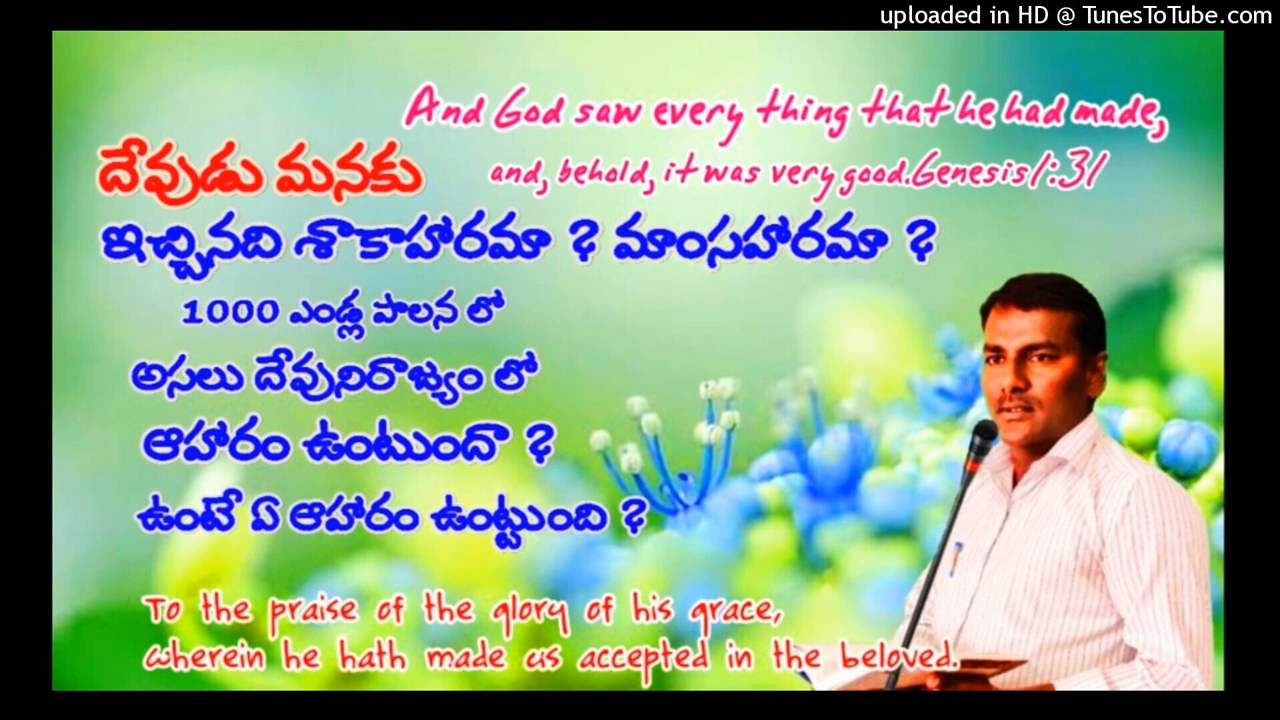 uploaded in HD @ TunesToTube.com
And God saw every thing that he had made,
and, behold, it was very good.Genesis1:31
దేవుడు మనకు
ఇచ్చినది శాకాహారమా ? మాంసహారమా ?
1000 ఎండ్ల పాలన లో
అసలు దేవునిరాజ్యం లో
ఆహారం ఉంటుందా ?
ఉంటే ఏ ఆహారం ఉంట్టుంది ?
To the praise of the glory of his grace,
wherein he hath made us accepted in the beloved.